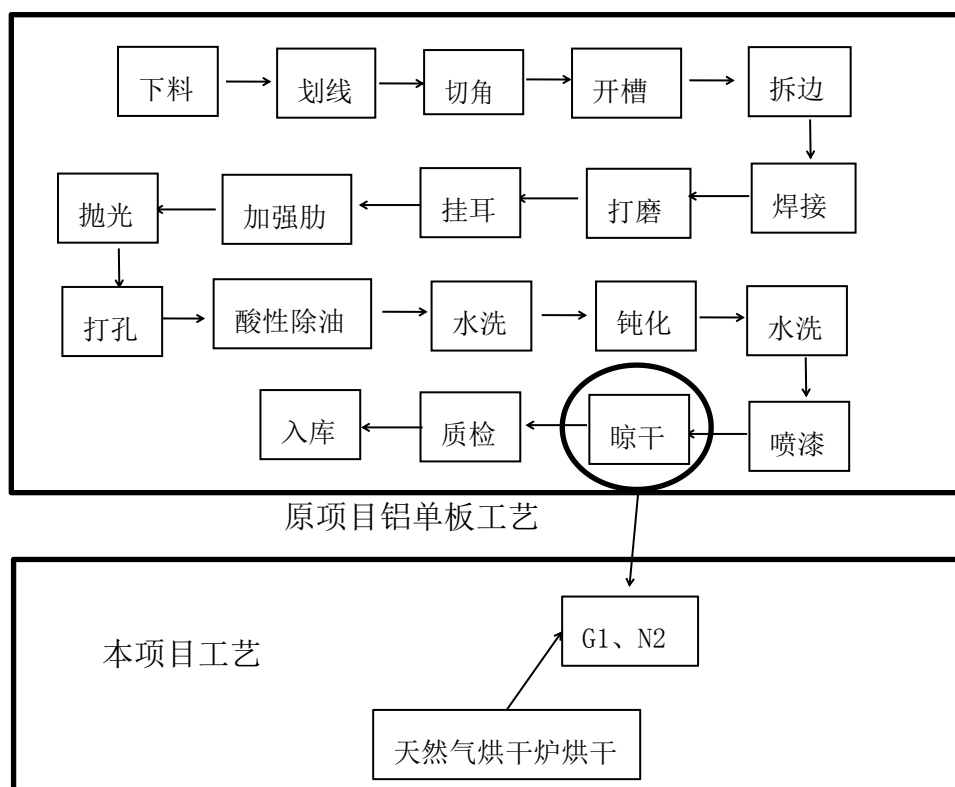 下料 划线 切角 开槽 拆边
抛光 加强肋 挂耳 打磨 焊接
打孔 酸性除油 水洗 钝化 水洗
入库 质检 晾干 喷漆
原项目铝单板工艺
G1、N2
本项目工艺
天然气烘干炉烘干